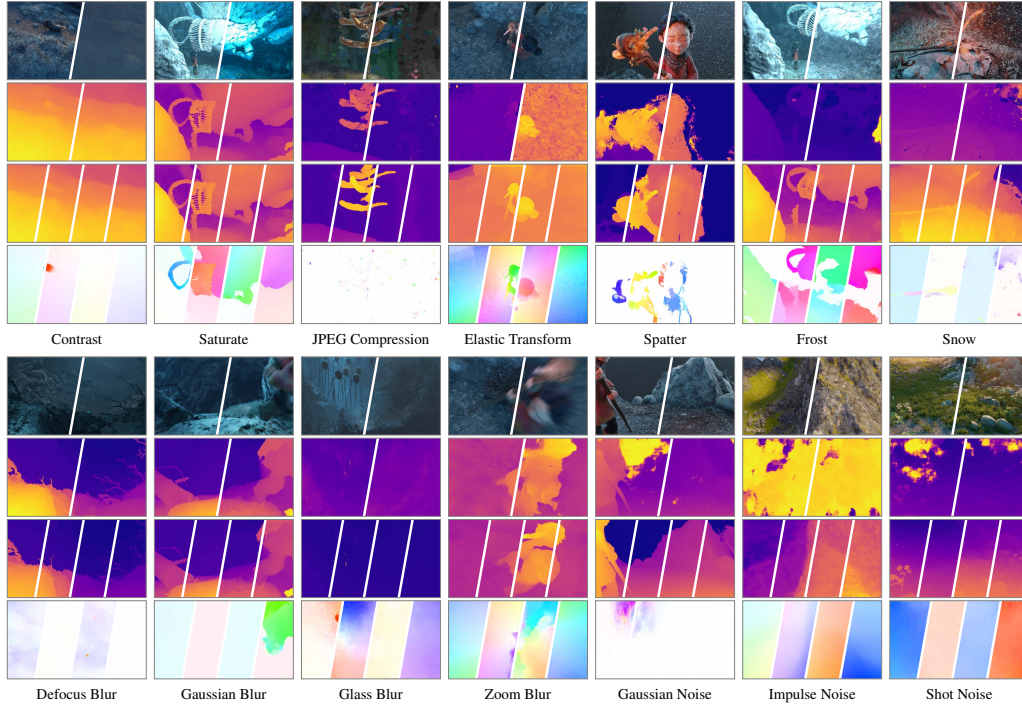 Contrast Saturate JPEG Compression Elastic Transform Spatter Frost Snow
Defocus Blur Gaussian Blur Glass Blur Zoom Blur Gaussian Noise Impulse Noise Shot Noise